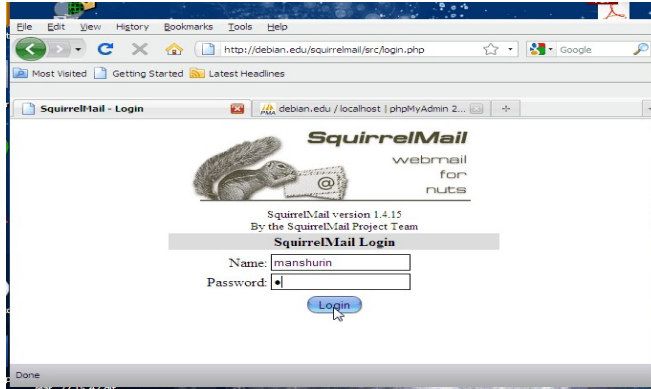 File Edit View History Bookmarks Tools Help
http://debian.edu/squirrelmail/src/login.php
Google
Most Visited Getting Started Latest Headlines
SquirrelMail - Login
debian.edu / localhost | phpMyAdmin 2...
SquirrelMail
webmail
for
nuts
SquirrelMail version 1.4.15
By the SquirrelMail Project Team
SquirrelMail Login
Name: manshurin
Password:
Login
Done